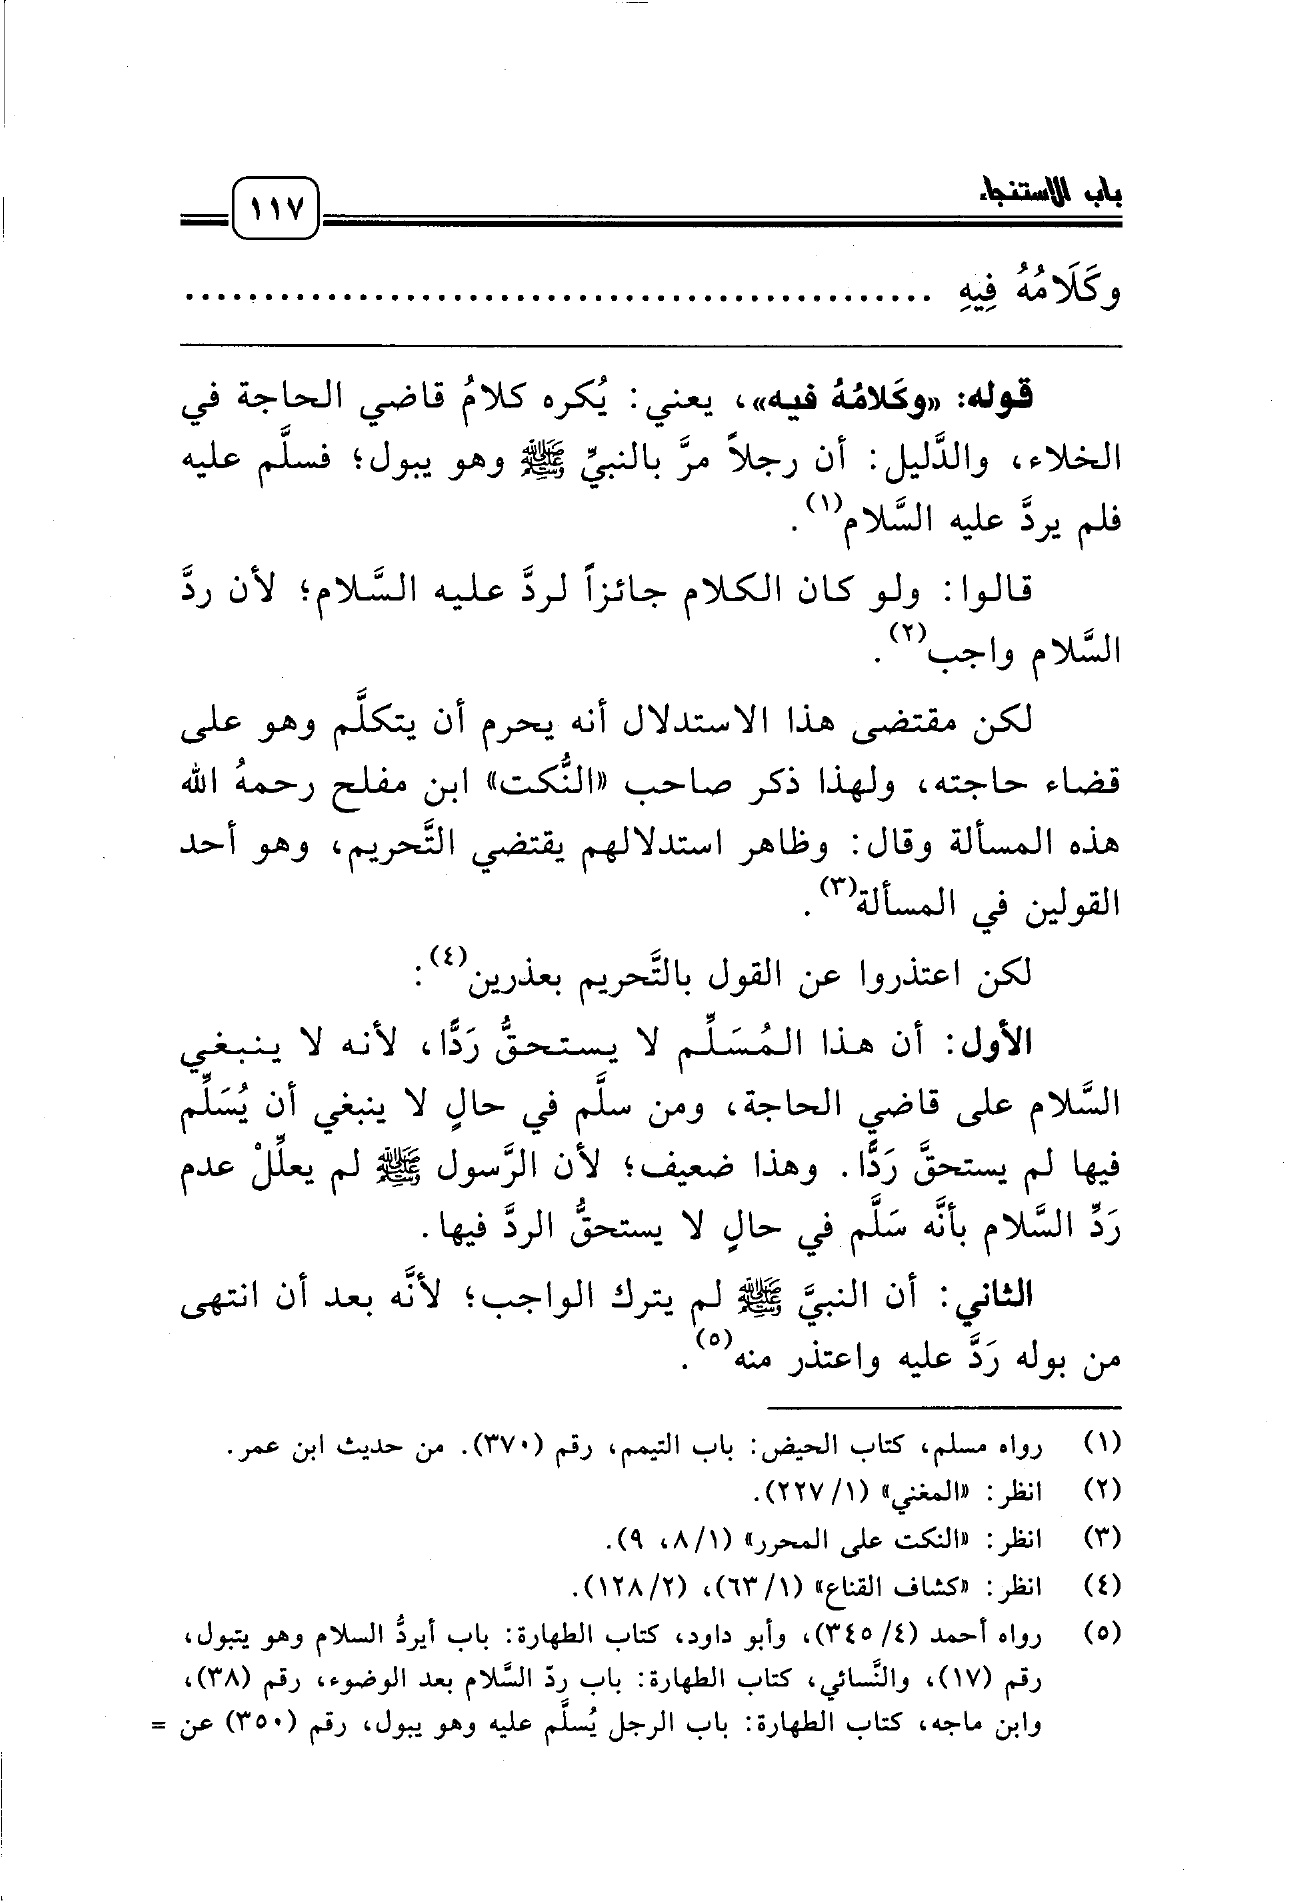 باب الاستنجاء
١١٧
وكَلَامُهُ فِيهِ ................................................
قوله: «وكَلامُهُ فيه»، يعني: يُكره كلامُ قاضي الحاجة في
الخلاء، والدَّليل: أن رجلاً مرَّ بالنبيِّ ﷺ وهو يبول؛ فسلَّم عليه
فلم يردَّ عليه السَّلام(١).
قالوا: ولو كان الكلام جائزاً لردَّ عليه السَّلام؛ لأن ردَّ
السَّلام واجب(٢).
لكن مقتضى هذا الاستدلال أنه يحرم أن يتكلَّم وهو على
قضاء حاجته، ولهذا ذكر صاحب «النُّكت» ابن مفلح رحمهُ الله
هذه المسألة وقال: وظاهر استدلالهم يقتضي التَّحريم، وهو أحد
القولين في المسألة(٣).
لكن اعتذروا عن القول بالتَّحريم بعذرين(٤):
الأول: أن هذا المُسَلِّم لا يستحقُّ رَدًّا، لأنه لا ينبغي
السَّلام على قاضي الحاجة، ومن سلَّم في حالٍ لا ينبغي أن يُسَلِّم
فيها لم يستحقَّ رَدًّا. وهذا ضعيف؛ لأن الرَّسول ﷺ لم يعلِّلْ عدم
رَدِّ السَّلام بأنَّه سَلَّم في حالٍ لا يستحقُّ الردَّ فيها.
الثاني: أن النبيَّ ﷺ لم يترك الواجب؛ لأنَّه بعد أن انتهى
من بوله رَدَّ عليه واعتذر منه(٥).
(١) رواه مسلم، كتاب الحيض: باب التيمم، رقم (٣٧٠). من حديث ابن عمر.
(٢) انظر: «المغني» (١/ ٢٢٧).
(٣) انظر: «النكت على المحرر» (١/ ٨، ٩).
(٤) انظر: «كشاف القناع» (١/ ٦٣)، (٢/ ١٢٨).
(٥) رواه أحمد (٤/ ٣٤٥)، وأبو داود، كتاب الطهارة: باب أيردُّ السلام وهو يتبول،
رقم (١٧)، والنَّسائي، كتاب الطهارة: باب ردّ السَّلام بعد الوضوء، رقم (٣٨)،
وابن ماجه، كتاب الطهارة: باب الرجل يُسلَّم عليه وهو يبول، رقم (٣٥٠) عن =